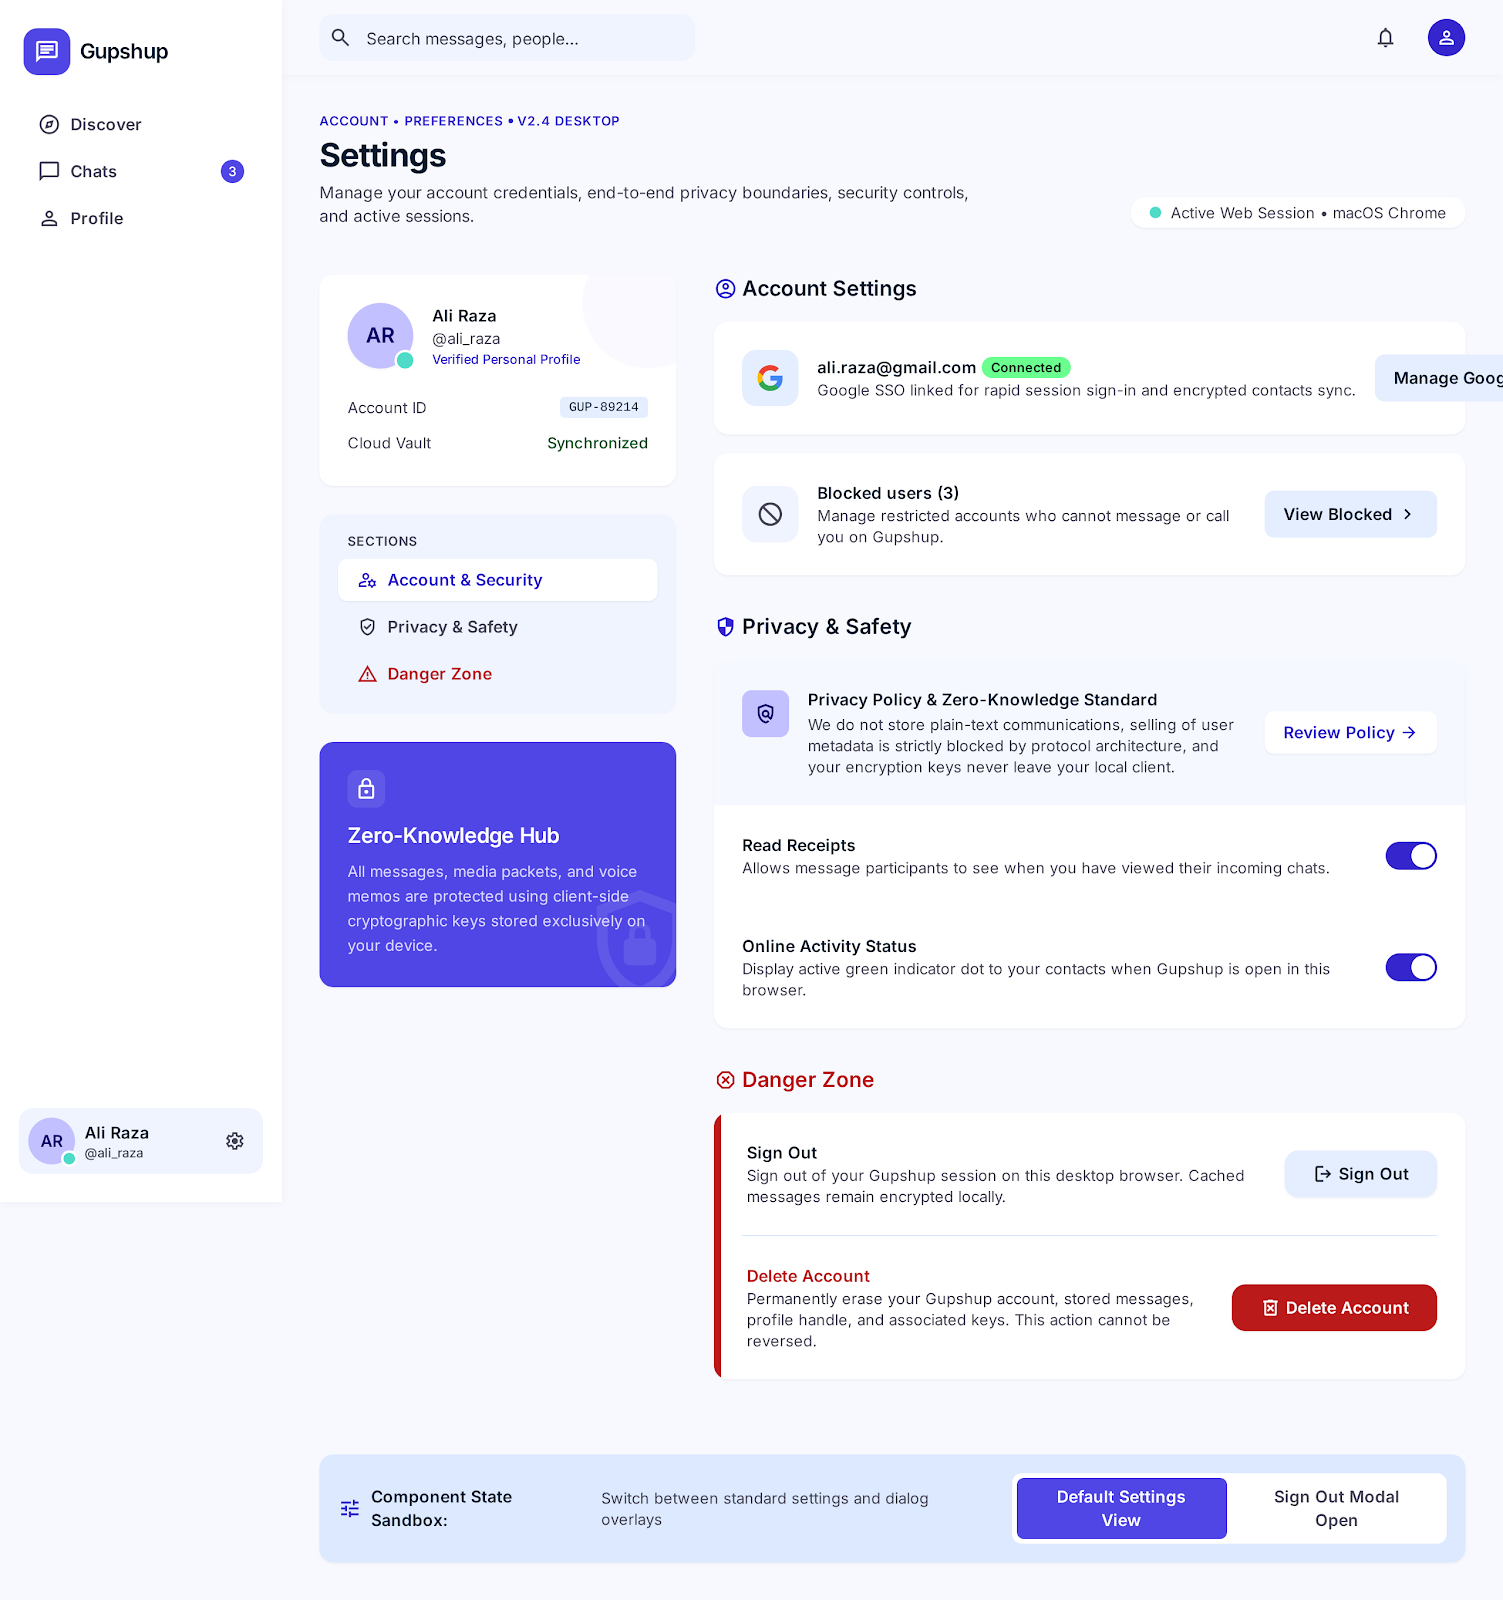 Gupshup
Discover
Chats
3
Profile
AR
Ali Raza
@ali_raza
Search messages, people...
ACCOUNT • PREFERENCES • V2.4 DESKTOP
Settings
Manage your account credentials, end-to-end privacy boundaries, security controls,
and active sessions.
Active Web Session • macOS Chrome
AR
Ali Raza
@ali_raza
Verified Personal Profile
Account ID
GUP-89214
Cloud Vault
Synchronized
SECTIONS
Account & Security
Privacy & Safety
Danger Zone
Zero-Knowledge Hub
All messages, media packets, and voice
memos are protected using client-side
cryptographic keys stored exclusively on
your device.
Account Settings
ali.raza@gmail.com Connected
Google SSO linked for rapid session sign-in and encrypted contacts sync.
Manage Goog
Blocked users (3)
Manage restricted accounts who cannot message or call
you on Gupshup.
View Blocked
Privacy & Safety
Privacy Policy & Zero-Knowledge Standard
We do not store plain-text communications, selling of user
metadata is strictly blocked by protocol architecture, and
your encryption keys never leave your local client.
Review Policy
Read Receipts
Allows message participants to see when you have viewed their incoming chats.
Online Activity Status
Display active green indicator dot to your contacts when Gupshup is open in this
browser.
Danger Zone
Sign Out
Sign out of your Gupshup session on this desktop browser. Cached
messages remain encrypted locally.
Sign Out
Delete Account
Permanently erase your Gupshup account, stored messages,
profile handle, and associated keys. This action cannot be
reversed.
Delete Account
Component State
Sandbox:
Switch between standard settings and dialog
overlays
Default Settings
View
Sign Out Modal
Open